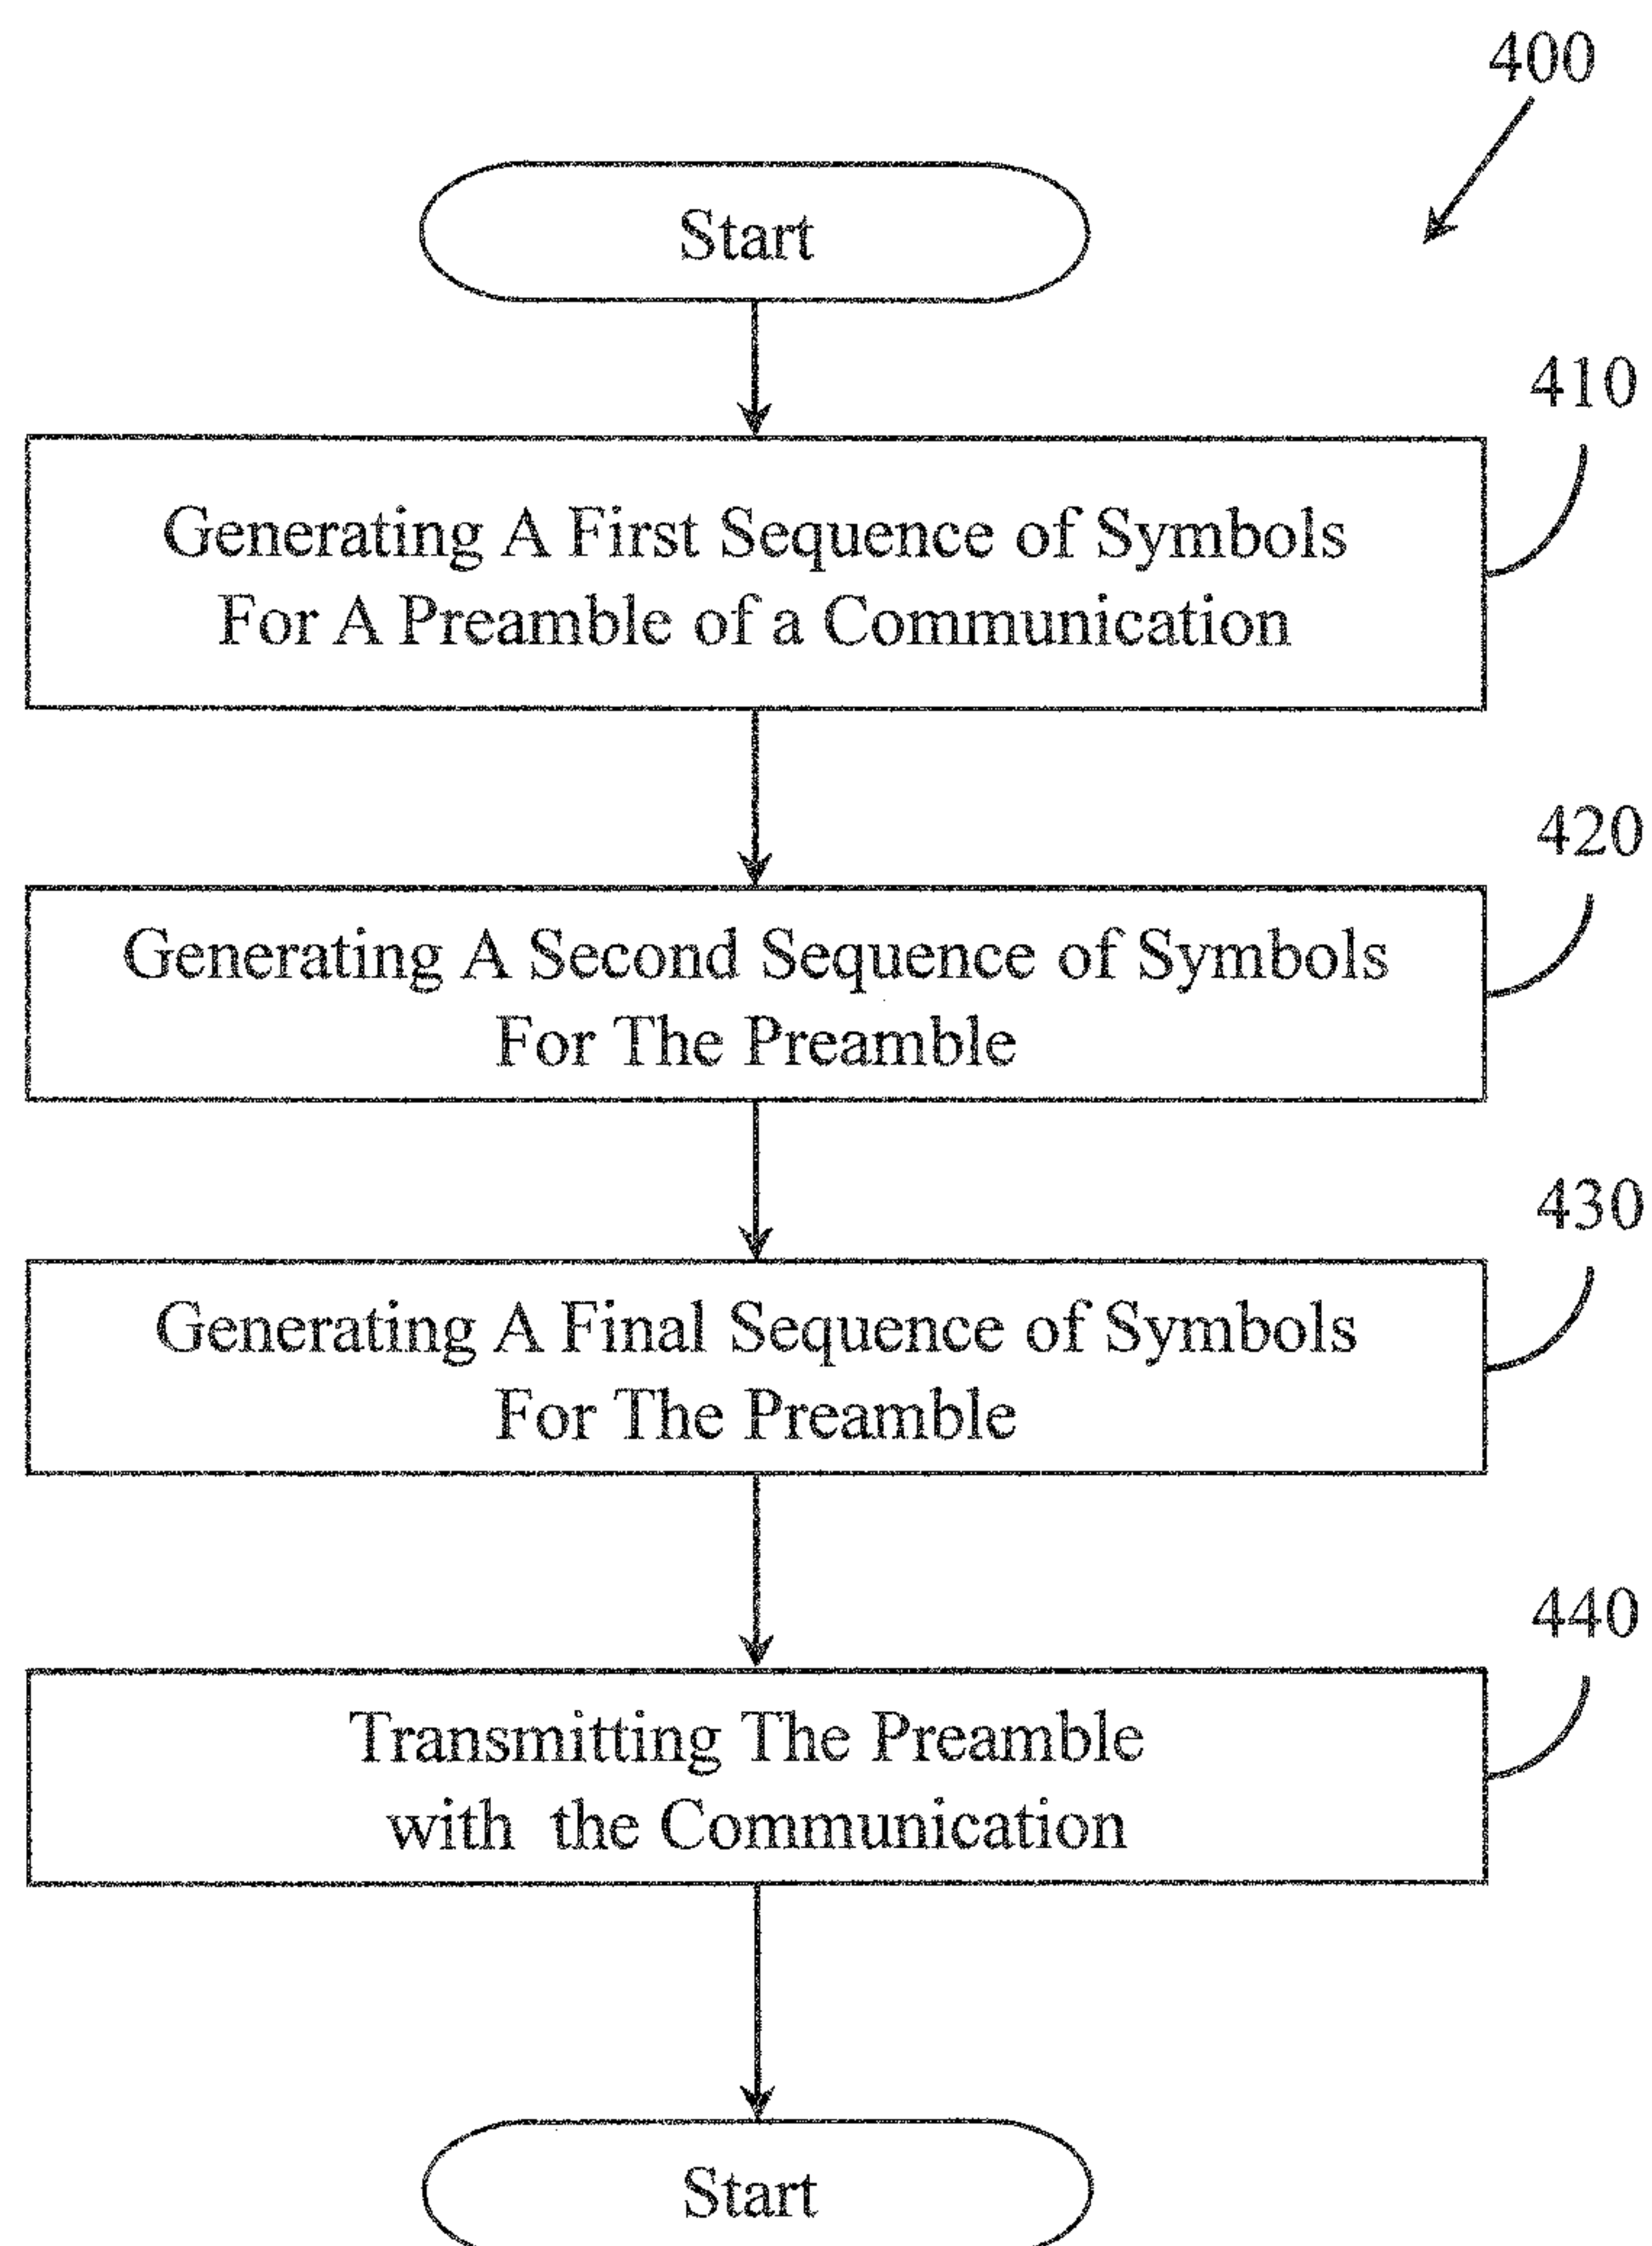 400
Start
410
Generating A First Sequence of Symbols
For A Preamble of a Communication
420
Generating A Second Sequence of Symbols
For The Preamble
430
Generating A Final Sequence of Symbols
For The Preamble
440
Transmitting The Preamble
with the Communication
Start